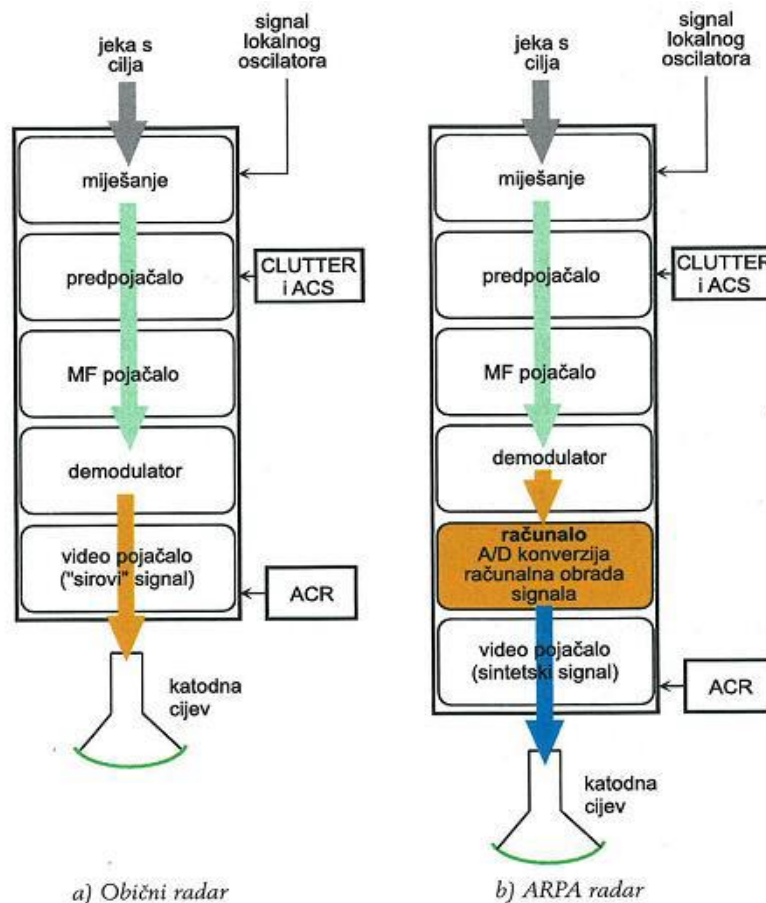 jeka s
cilja
signal
lokalnog
oscilatora
miješanje
predpojačalo
CLUTTER
i ACS
MF pojačalo
demodulator
video pojačalo
("sirovi" signal)
ACR
katodna
cijev
a) Obični radar
jeka s
cilja
signal
lokalnog
oscilatora
miješanje
predpojačalo
CLUTTER
i ACS
MF pojačalo
demodulator
računalo
A/D konverzija
računalna obrada
signala
video pojačalo
(sintetski signal)
ACR
katodna
cijev
b) ARPA radar